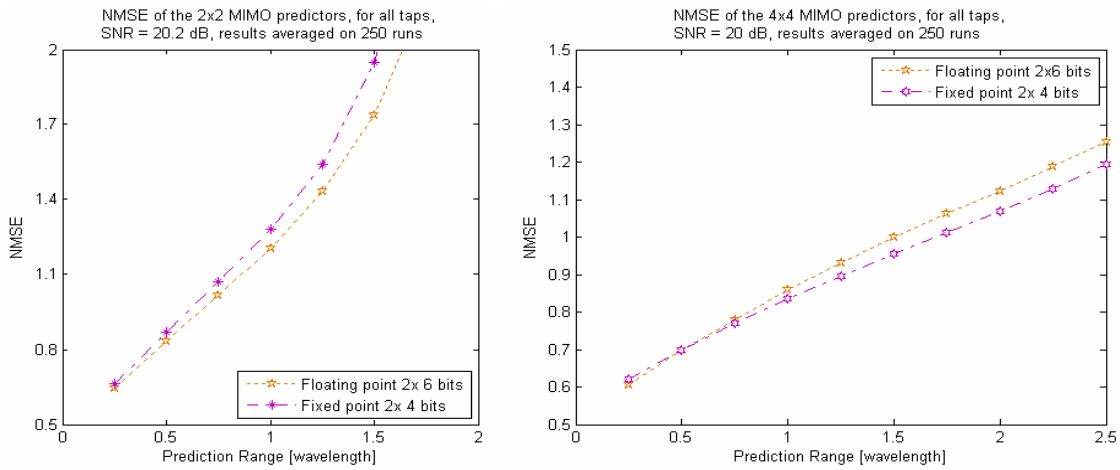 NMSE of the 2x2 MIMO predictors, for all taps,
SNR = 20.2 dB, results averaged on 250 runs
2
1.7
1.4
1.1
0.8
0.5
NMSE
0
0.5
1
1.5
2
Prediction Range [wavelength]
Floating point 2x 6 bits
Fixed point 2x 4 bits
NMSE of the 4x4 MIMO predictors, for all taps,
SNR = 20 dB, results averaged on 250 runs
1.5
1.4
1.3
1.2
1.1
1
0.9
0.8
0.7
0.6
0.5
NMSE
0
0.5
1
1.5
2
2.5
Prediction Range [wavelength]
Floating point 2x6 bits
Fixed point 2x 4 bits